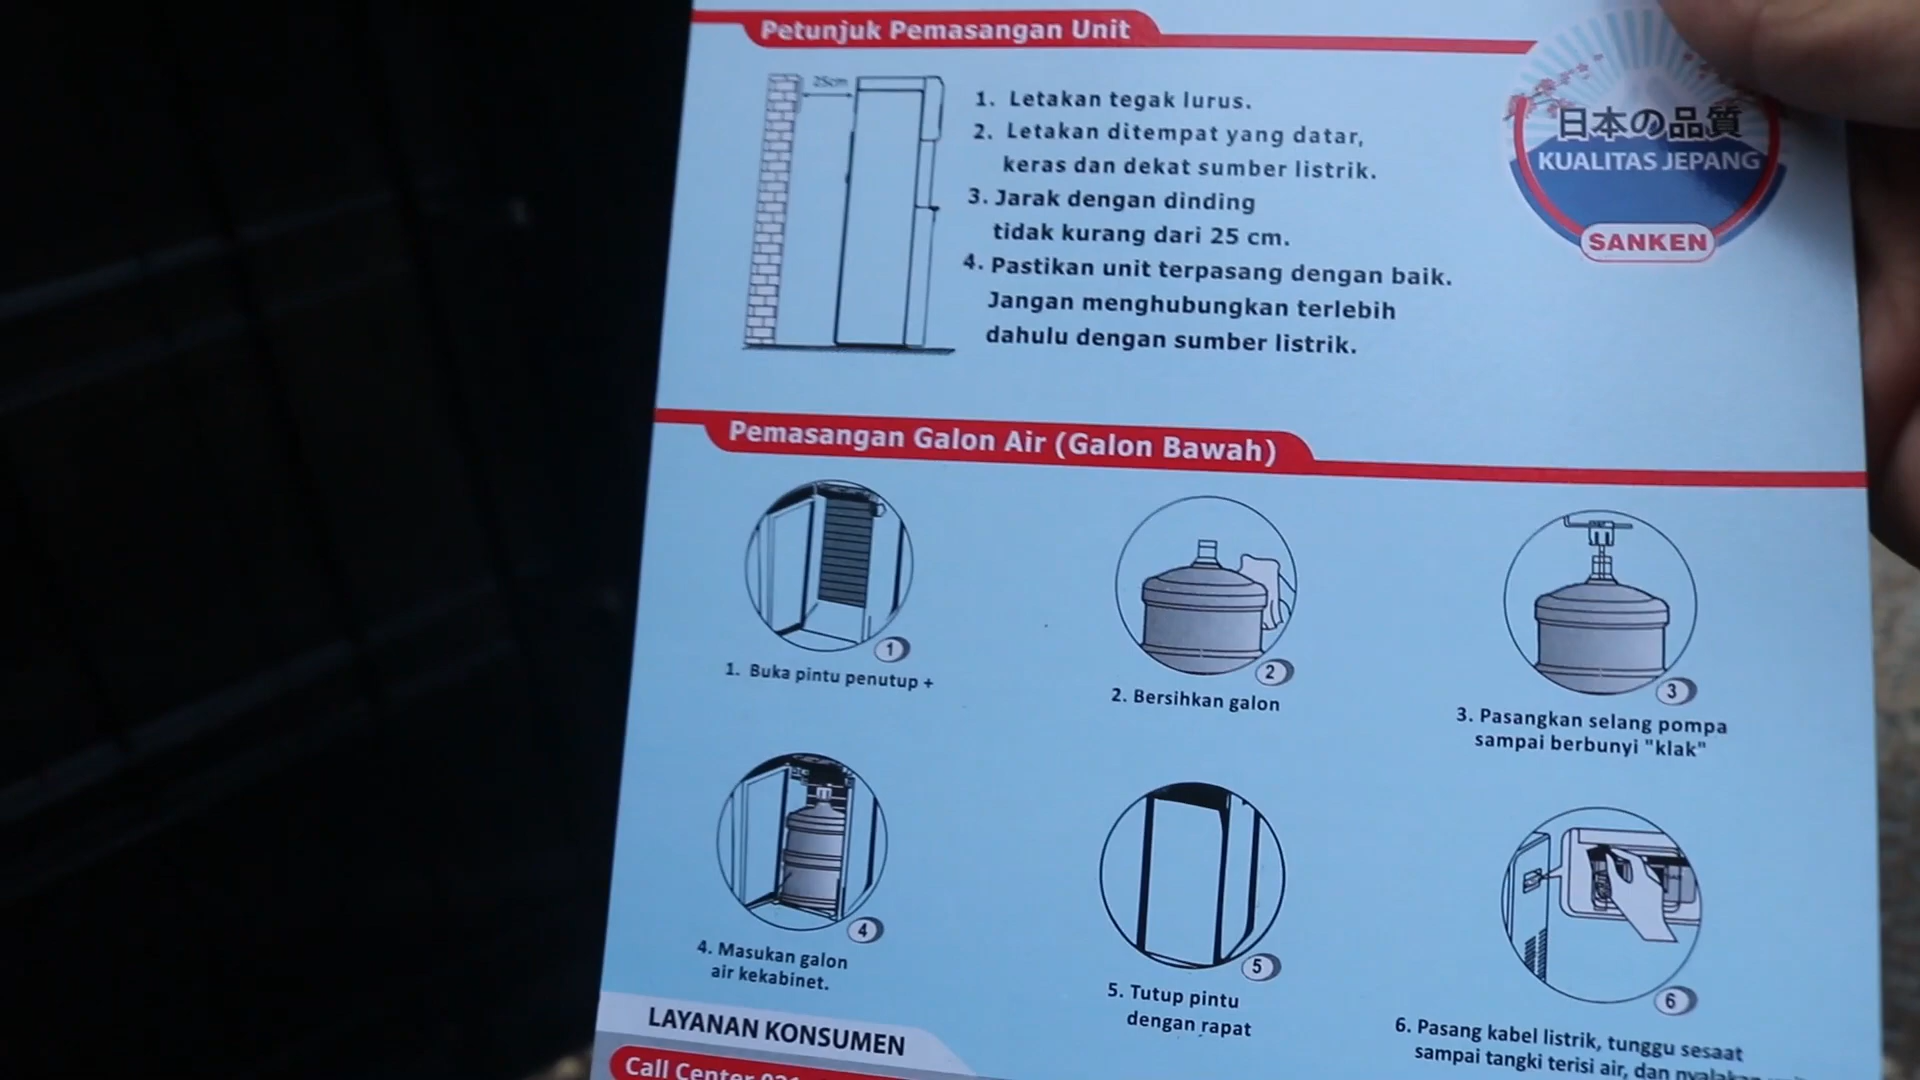 Petunjuk Pemasangan Unit
25cm
1. Letakan tegak lurus.
2. Letakan ditempat yang datar,
keras dan dekat sumber listrik.
3. Jarak dengan dinding
tidak kurang dari 25 cm.
4. Pastikan unit terpasang dengan baik.
Jangan menghubungkan terlebih
dahulu dengan sumber listrik.
日本の品質
KUALITAS JEPANG
SANKEN
Pemasangan Galon Air (Galon Bawah)
1
1. Buka pintu penutup +
2
2. Bersihkan galon
3
3. Pasangkan selang pompa
sampai berbunyi "klak"
4
4. Masukan galon
air kekabinet.
5
5. Tutup pintu
dengan rapat
6
6. Pasang kabel listrik, tunggu sesaat
sampai tangki terisi air, dan
LAYANAN KONSUMEN
Call Center